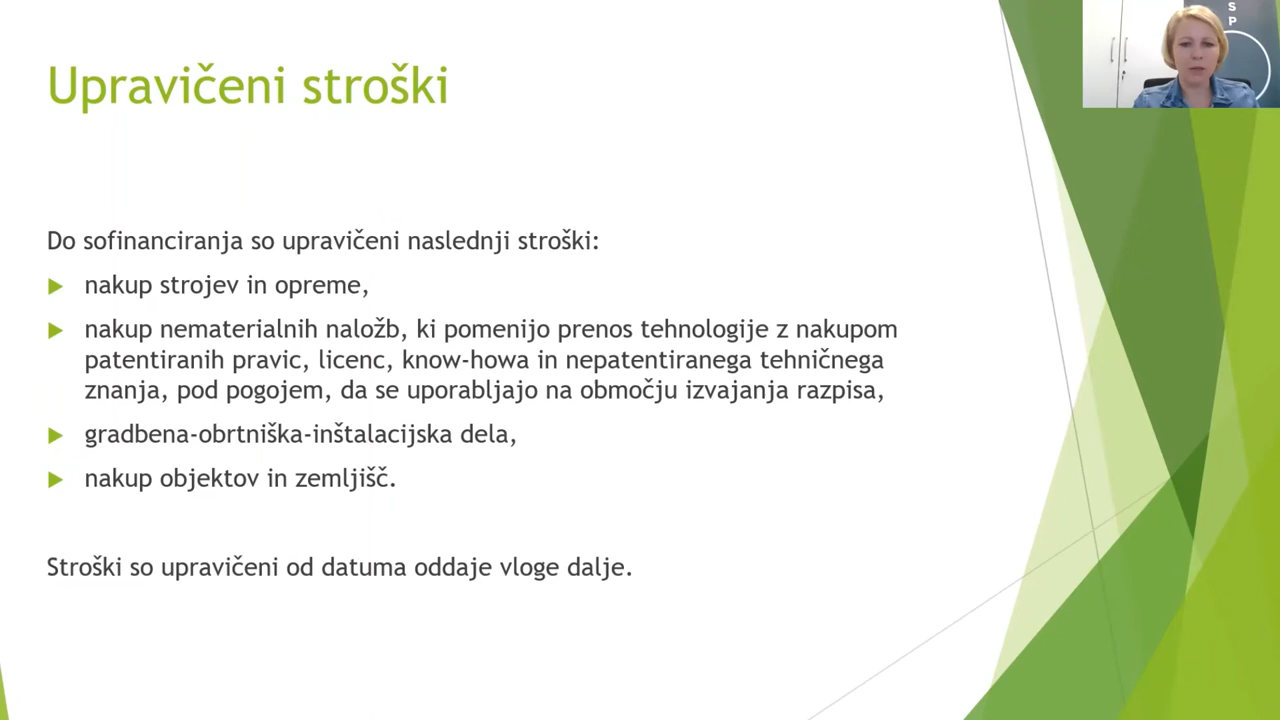 S
P
Upravičeni stroški
Do sofinanciranja so upravičeni naslednji stroški:
nakup strojev in opreme,
nakup nematerialnih naložb, ki pomenijo prenos tehnologije z nakupom
patentiranih pravic, licenc, know-howa in nepatentiranega tehničnega
znanja, pod pogojem, da se uporabljajo na območju izvajanja razpisa,
gradbena-obrtniška-inštalacijska dela,
nakup objektov in zemljišč.
Stroški so upravičeni od datuma oddaje vloge dalje.